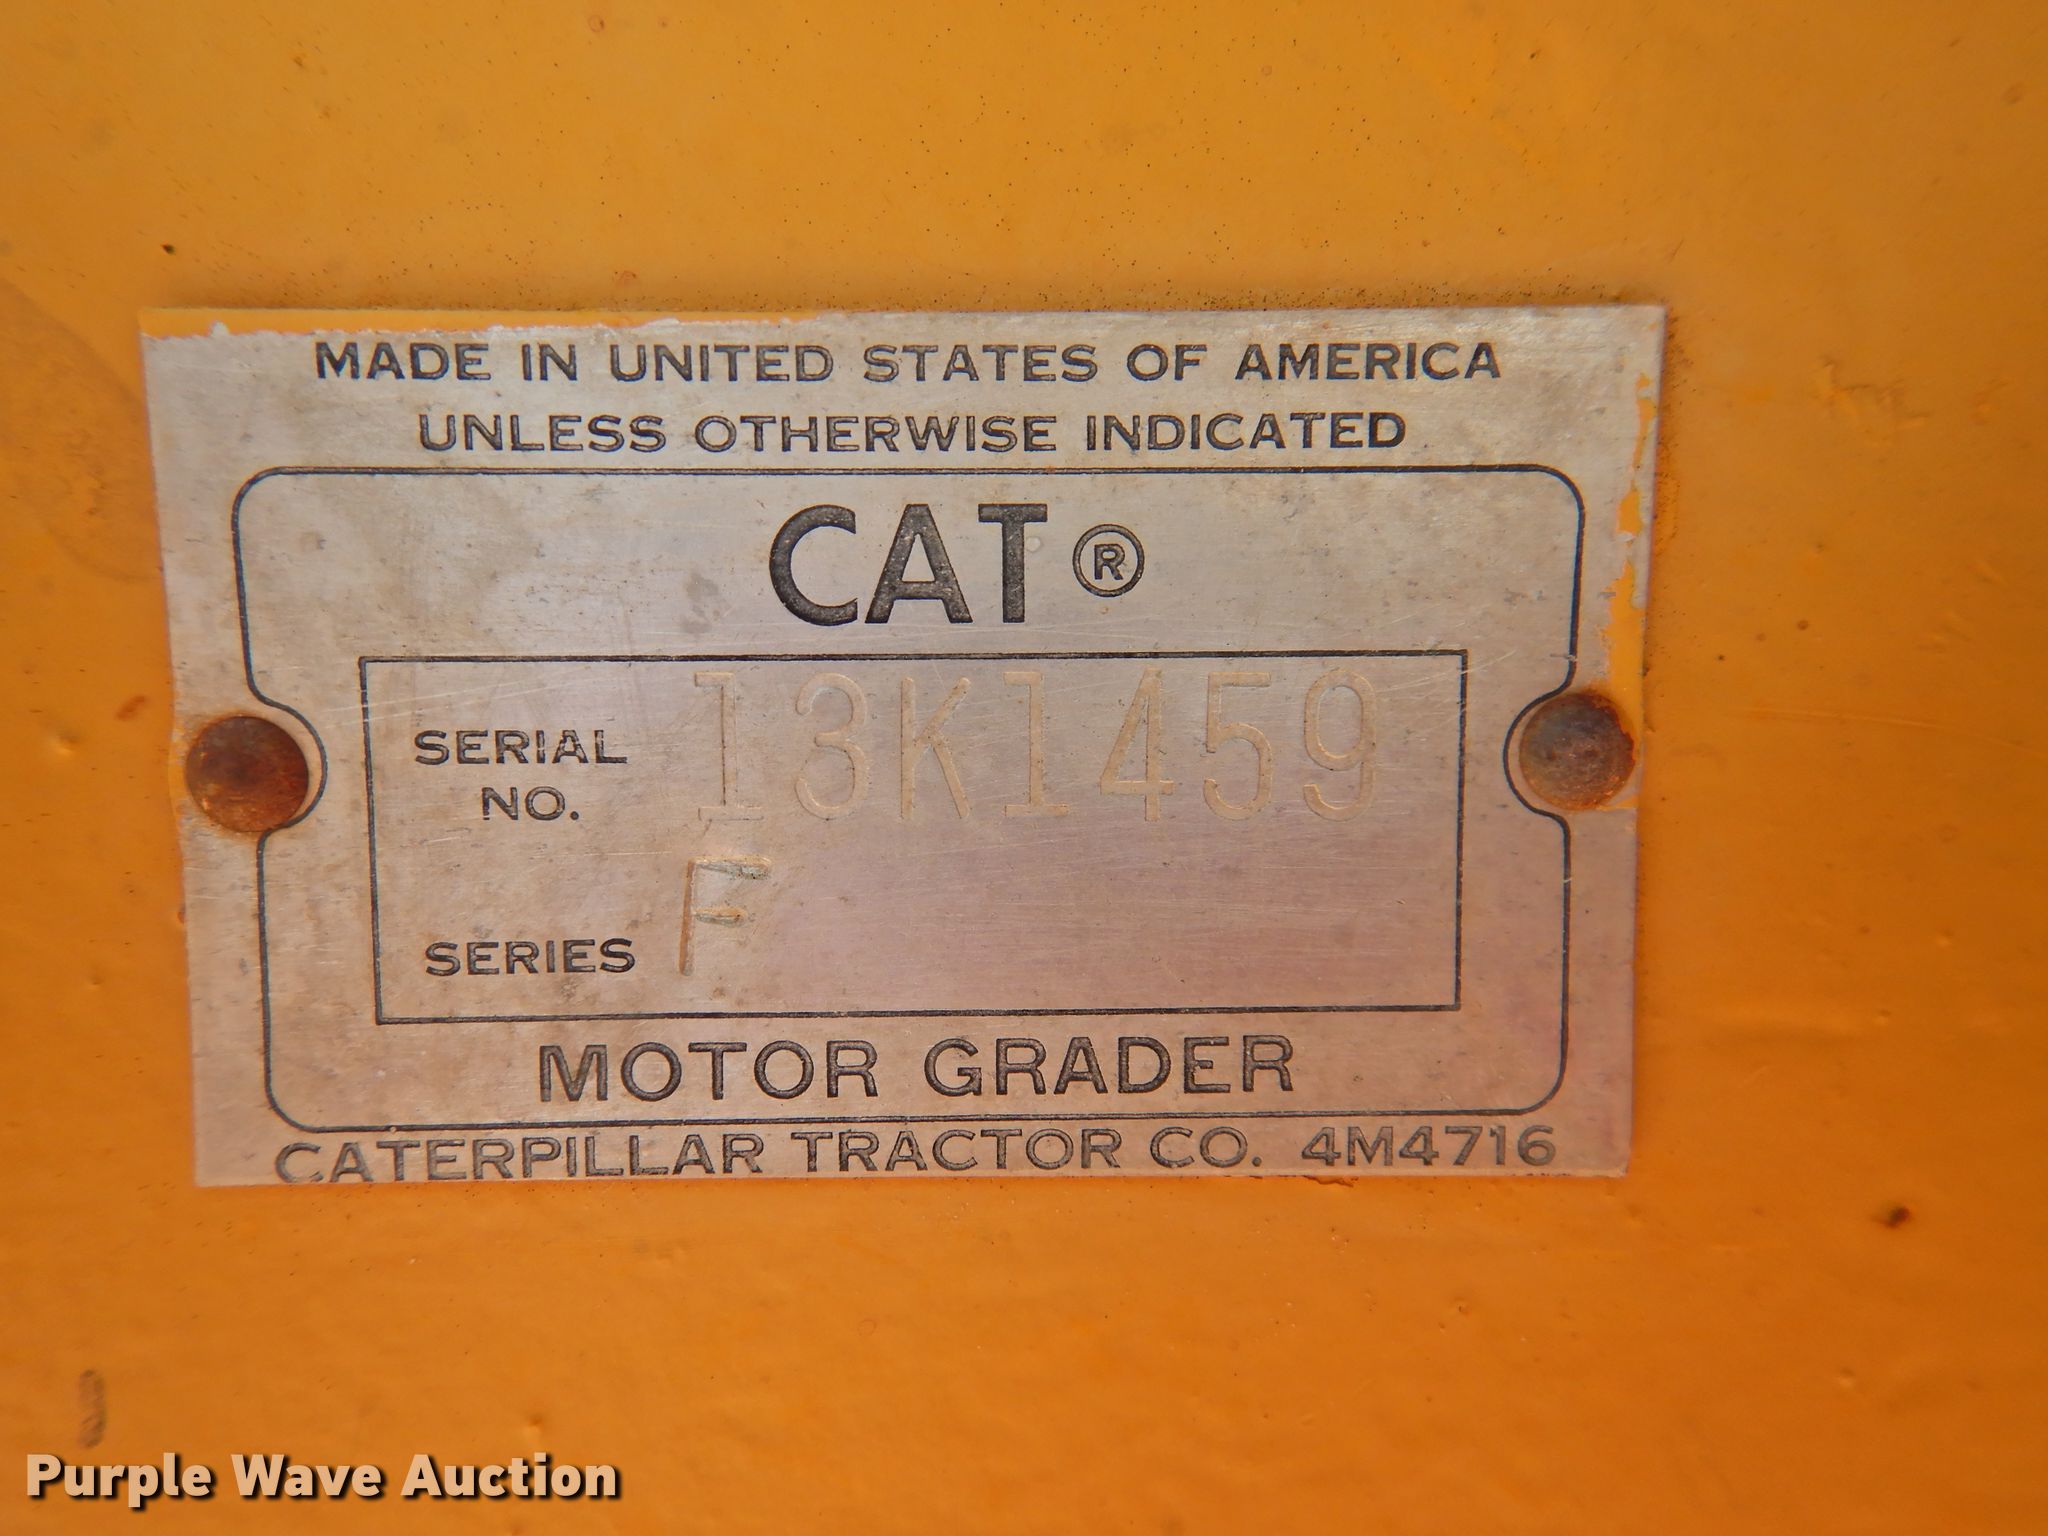 MADE IN UNITED STATES OF AMERICA
UNLESS OTHERWISE INDICATED
CAT ®
SERIAL NO. 13K1459
SERIES F
MOTOR GRADER
CATERPILLAR TRACTOR CO. 4M4716
Purple Wave Auction